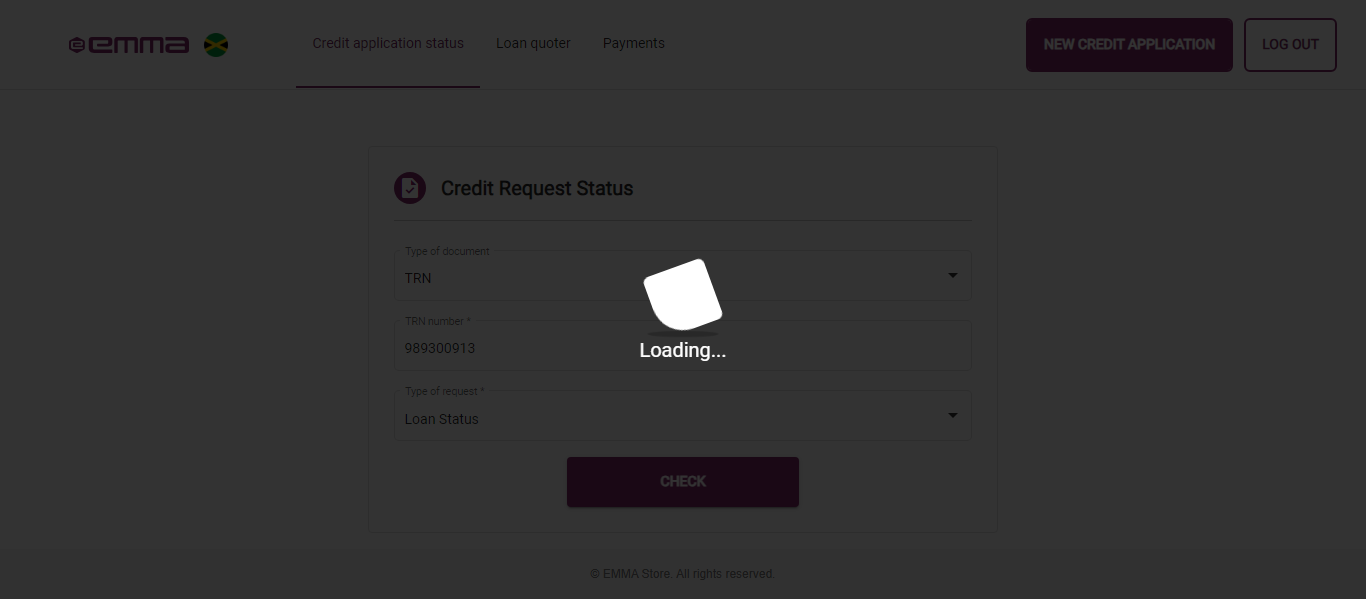 emma
Credit application status
Loan quoter
Payments
NEW CREDIT APPLICATION
LOG OUT
Credit Request Status
Type of document
TRN
TRN number *
989300913
Loading...
Type of request *
Loan Status
CHECK
© EMMA Store. All rights reserved.